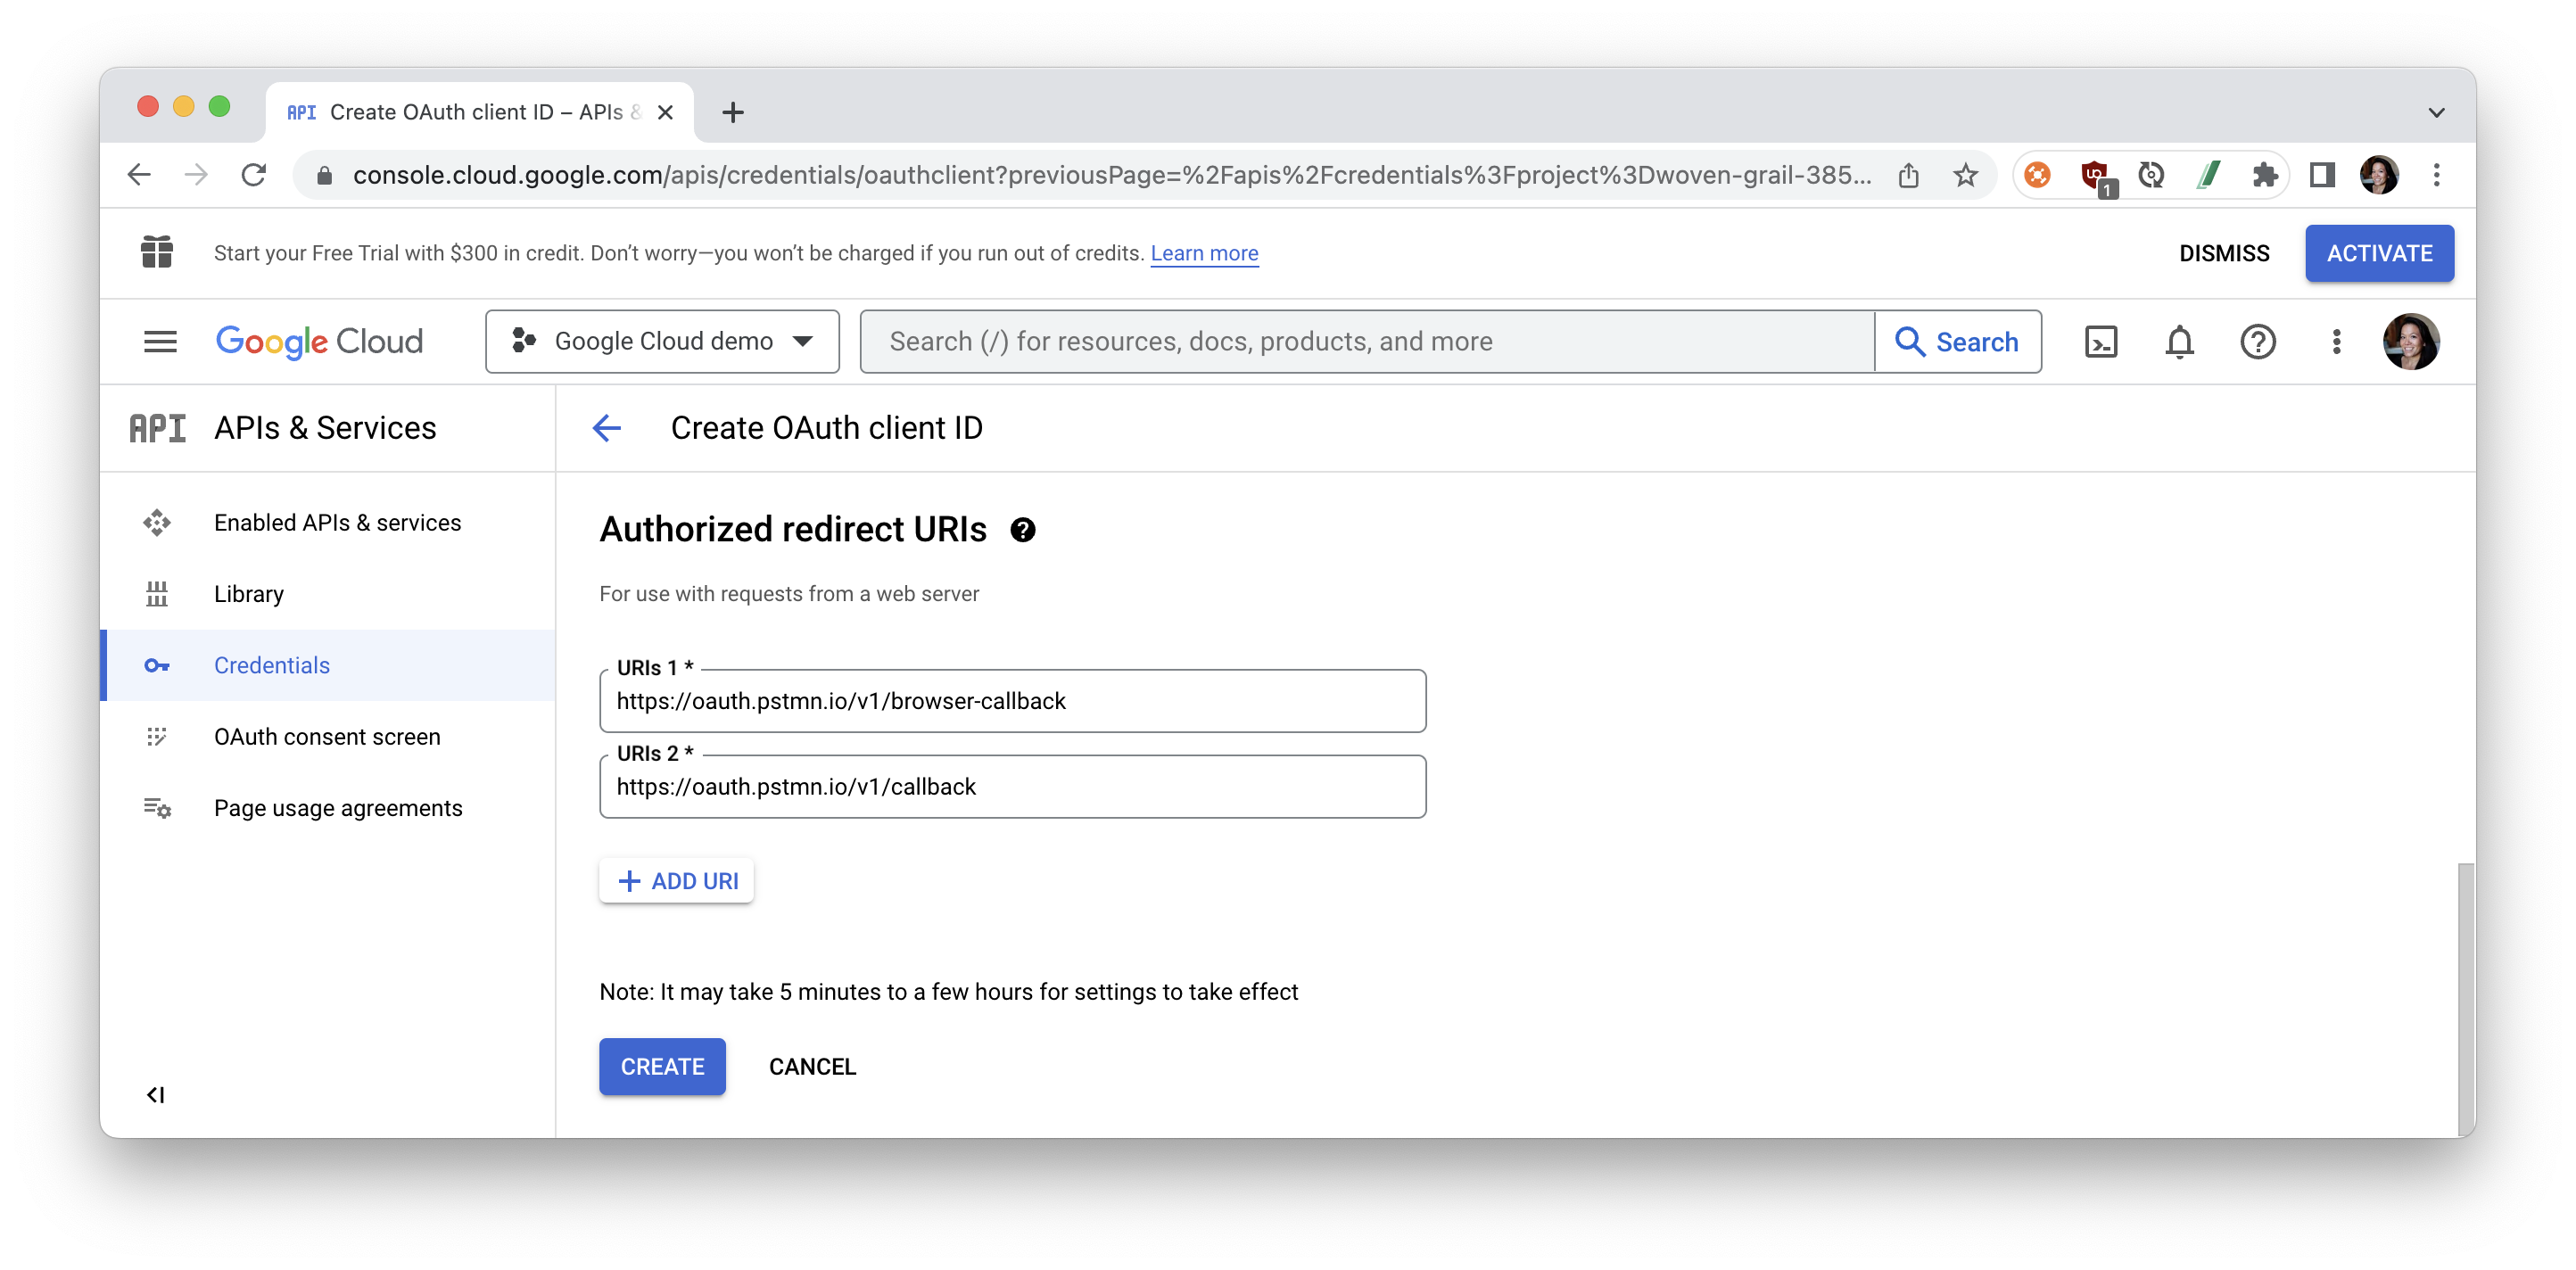 API Create OAuth client ID – APIs &
console.cloud.google.com/apis/credentials/oauthclient?previousPage=%2Fapis%2Fcredentials%3Fproject%3Dwoven-grail-385...
1
Start your Free Trial with $300 in credit. Don’t worry—you won’t be charged if you run out of credits. Learn more
DISMISS
ACTIVATE
Google Cloud
Google Cloud demo
Search (/) for resources, docs, products, and more
Search
API APIs & Services
Create OAuth client ID
Enabled APIs & services
Library
Credentials
OAuth consent screen
Page usage agreements
Authorized redirect URIs
For use with requests from a web server
URIs 1 *
https://oauth.pstmn.io/v1/browser-callback
URIs 2 *
https://oauth.pstmn.io/v1/callback
+ ADD URI
Note: It may take 5 minutes to a few hours for settings to take effect
CREATE
CANCEL